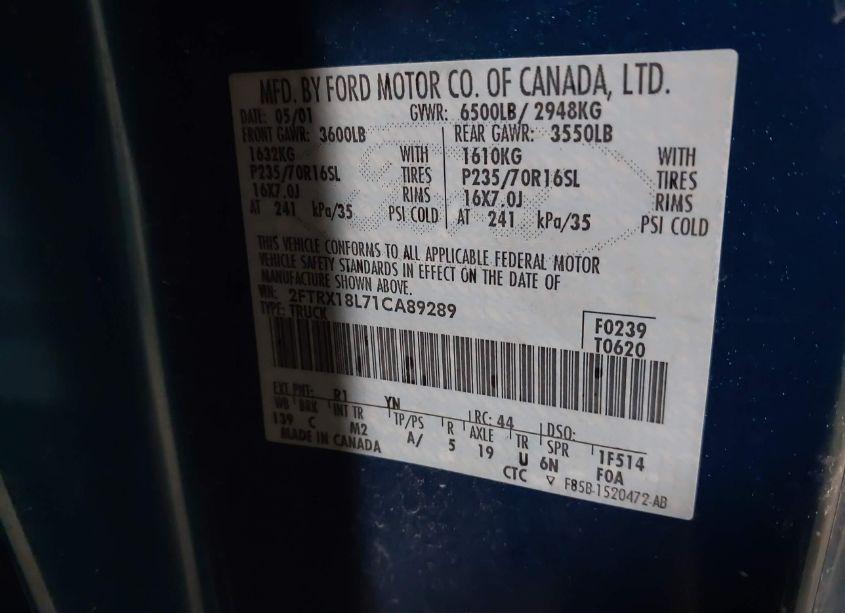 MFD. BY FORD MOTOR CO. OF CANADA, LTD.
DATE: 05/01 GVWR: 6500LB/ 2948KG
FRONT GAWR: 3600LB REAR GAWR: 3550LB
1632KG WITH 1610KG WITH
P235/70R16SL TIRES P235/70R16SL TIRES
16X7.0J RIMS 16X7.0J RIMS
AT 241 kPa/35 PSI COLD AT 241 kPa/35 PSI COLD
THIS VEHICLE CONFORMS TO ALL APPLICABLE FEDERAL MOTOR
VEHICLE SAFETY STANDARDS IN EFFECT ON THE DATE OF
MANUFACTURE SHOWN ABOVE.
VIN: 2FTRX18L71CA89289
TYPE: TRUCK
F0239
T0620
EXT PNT: R1 YN RC: 44 DSO:
WB BRK INT TR TP/PS R AXLE TR SPR 1F514
139 C M2 A/ 5 19 U 6N F0A
MADE IN CANADA CTC ▽ F85B-1520472-AB